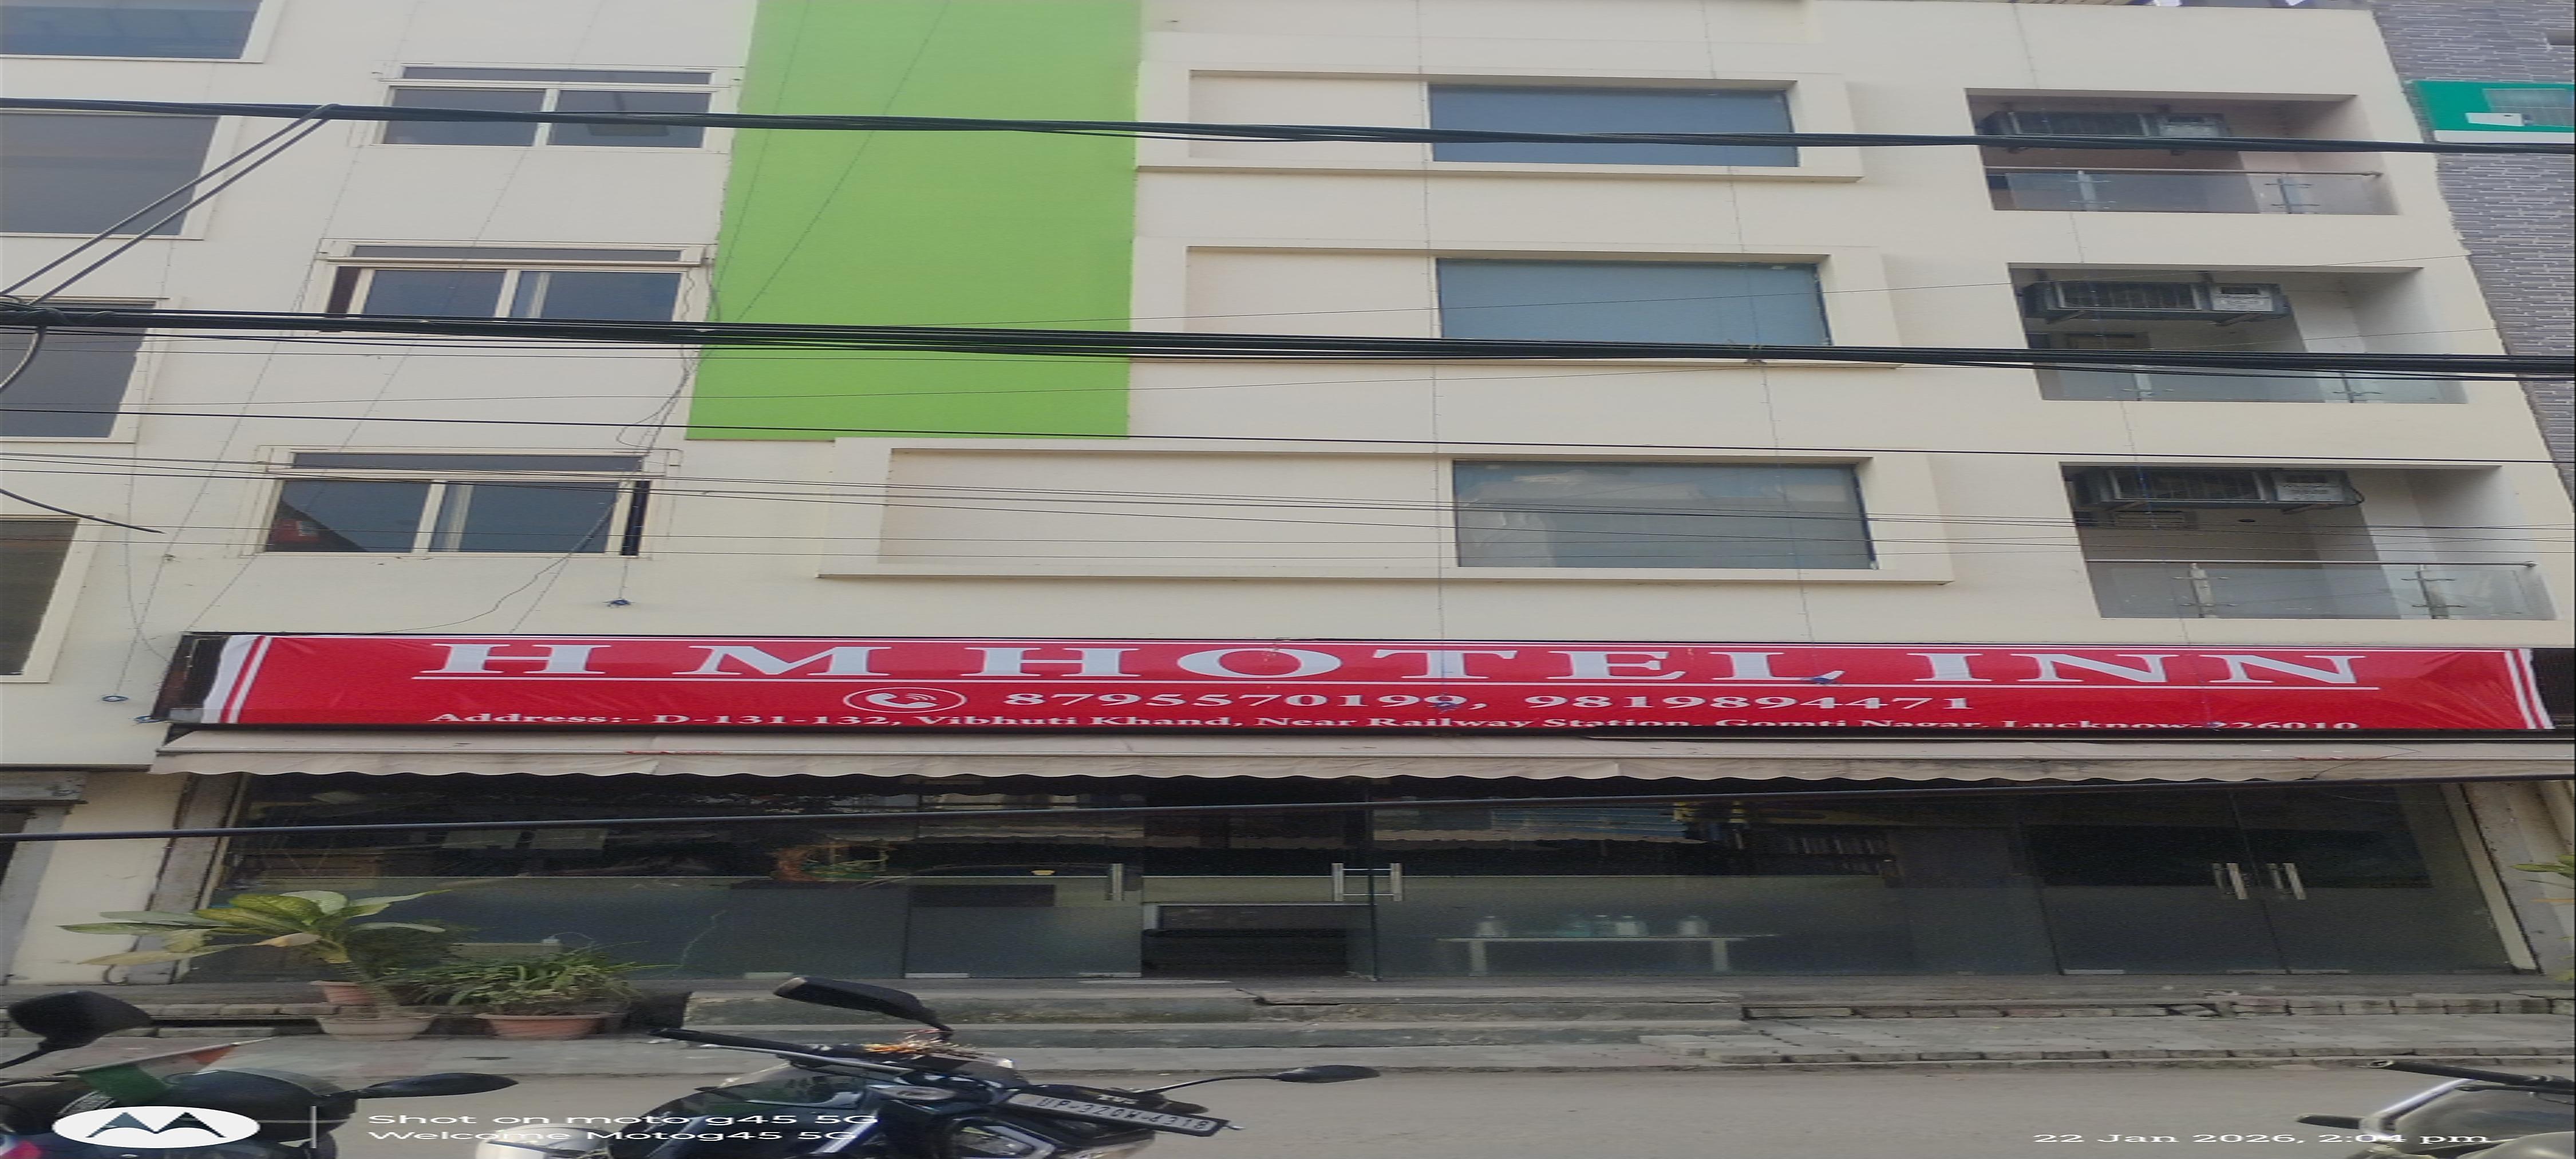 H M HOTEL INN
8795570199, 9819894471
Address:- D-131-132, Vibhuti Khand, Near Railway Station, Gomti Nagar, Lucknow-226010
Shot on moto g45 5G
Welcome Motog45 5G
22 Jan 2026, 2:04 pm